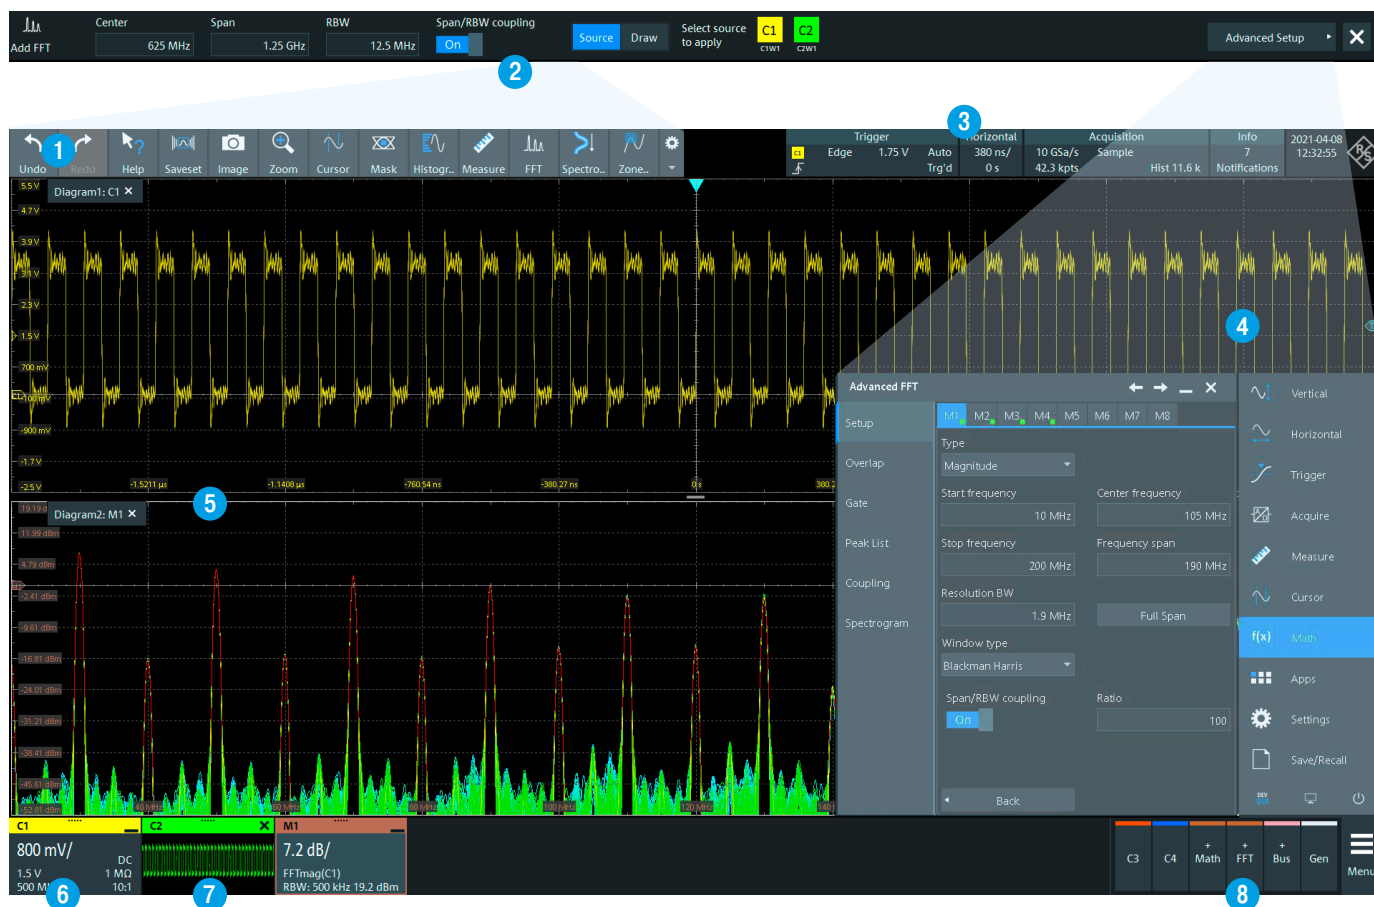 Add FFT
Center
625 MHz
Span
1.25 GHz
RBW
12.5 MHz
Span/RBW coupling
On
Source
Draw
Select source
to apply
C1
C1W1
C2
C2W1
Advanced Setup
2
1
Undo
Redo
Help
Saveset
Image
Zoom
Cursor
Mask
Histogr..
Measure
FFT
Spectro..
Zone..
3
Trigger
C1
Edge
1.75 V
Auto
Trg'd
Horizontal
380 ns/
0 s
Acquisition
10 GSa/s
Sample
42.3 kpts
Hist 11.6 k
Info
7
Notifications
2021-04-08
12:32:55
R S
Diagram1: C1
5.5 V
4.7 V
3.9 V
3.1 V
2.3 V
1.5 V
700 mV
-100 mV
-900 mV
-1.7 V
-2.5 V
-1.5211 µs
-1.1408 µs
-760.54 ns
-380.27 ns
0 s
380.2
4
5
Diagram2: M1
19.19 d
11.99 dBm
4.79 dBm
-2.41 dBm
-9.61 dBm
-16.81 dBm
-24.01 dBm
-31.21 dBm
-38.41 dBm
-45.61 dBm
-52.81 dBm
40 MHz
60 MHz
80 MHz
100 MHz
120 MHz
140
Advanced FFT
Setup
Overlap
Gate
Peak List
Coupling
Spectrogram
M1
M2
M3
M4
M5
M6
M7
M8
Type
Magnitude
Start frequency
10 MHz
Center frequency
105 MHz
Stop frequency
200 MHz
Frequency span
190 MHz
Resolution BW
1.9 MHz
Full Span
Window type
Blackman Harris
Span/RBW coupling
On
Ratio
100
Back
Vertical
Horizontal
Trigger
Acquire
Measure
Cursor
f(x)
Math
Apps
Settings
Save/Recall
C1
800 mV/
1.5 V
500 M
DC
1 MΩ
10:1
6
C2
7
M1
7.2 dB/
FFTmag(C1)
RBW: 500 kHz 19.2 dBm
C3
C4
+
Math
+
FFT
+
Bus
Gen
8
Menu